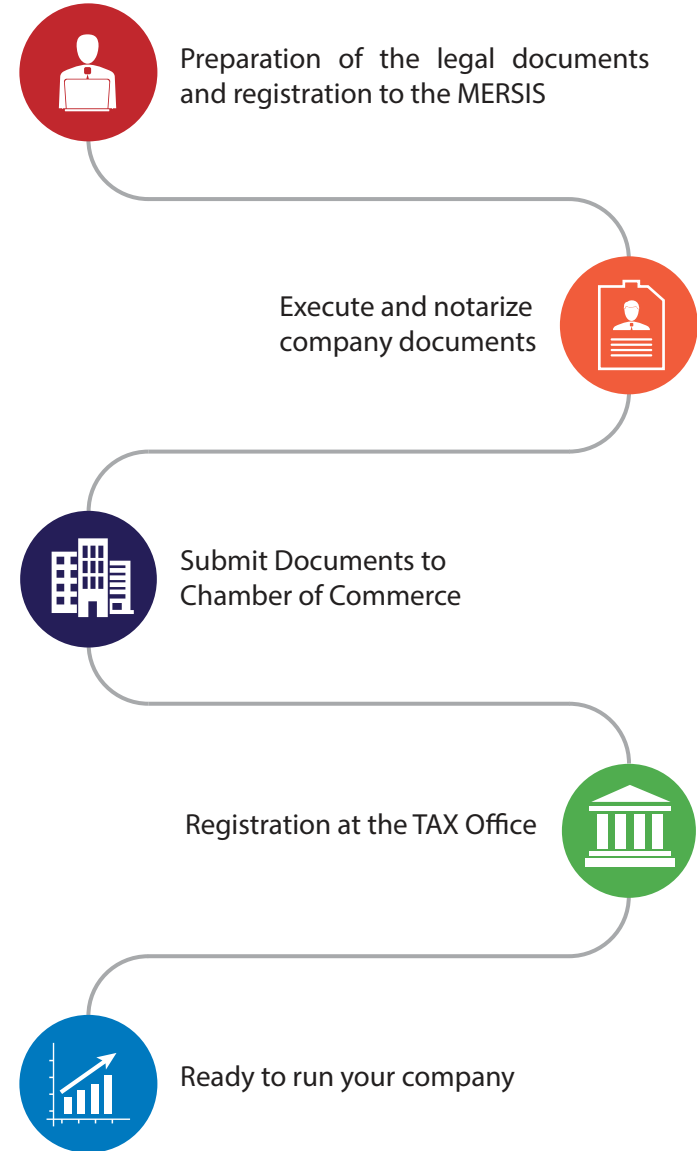 Preparation of the legal documents
and registration to the MERSIS
Execute and notarize
company documents
Submit Documents to
Chamber of Commerce
Registration at the TAX Office
Ready to run your company